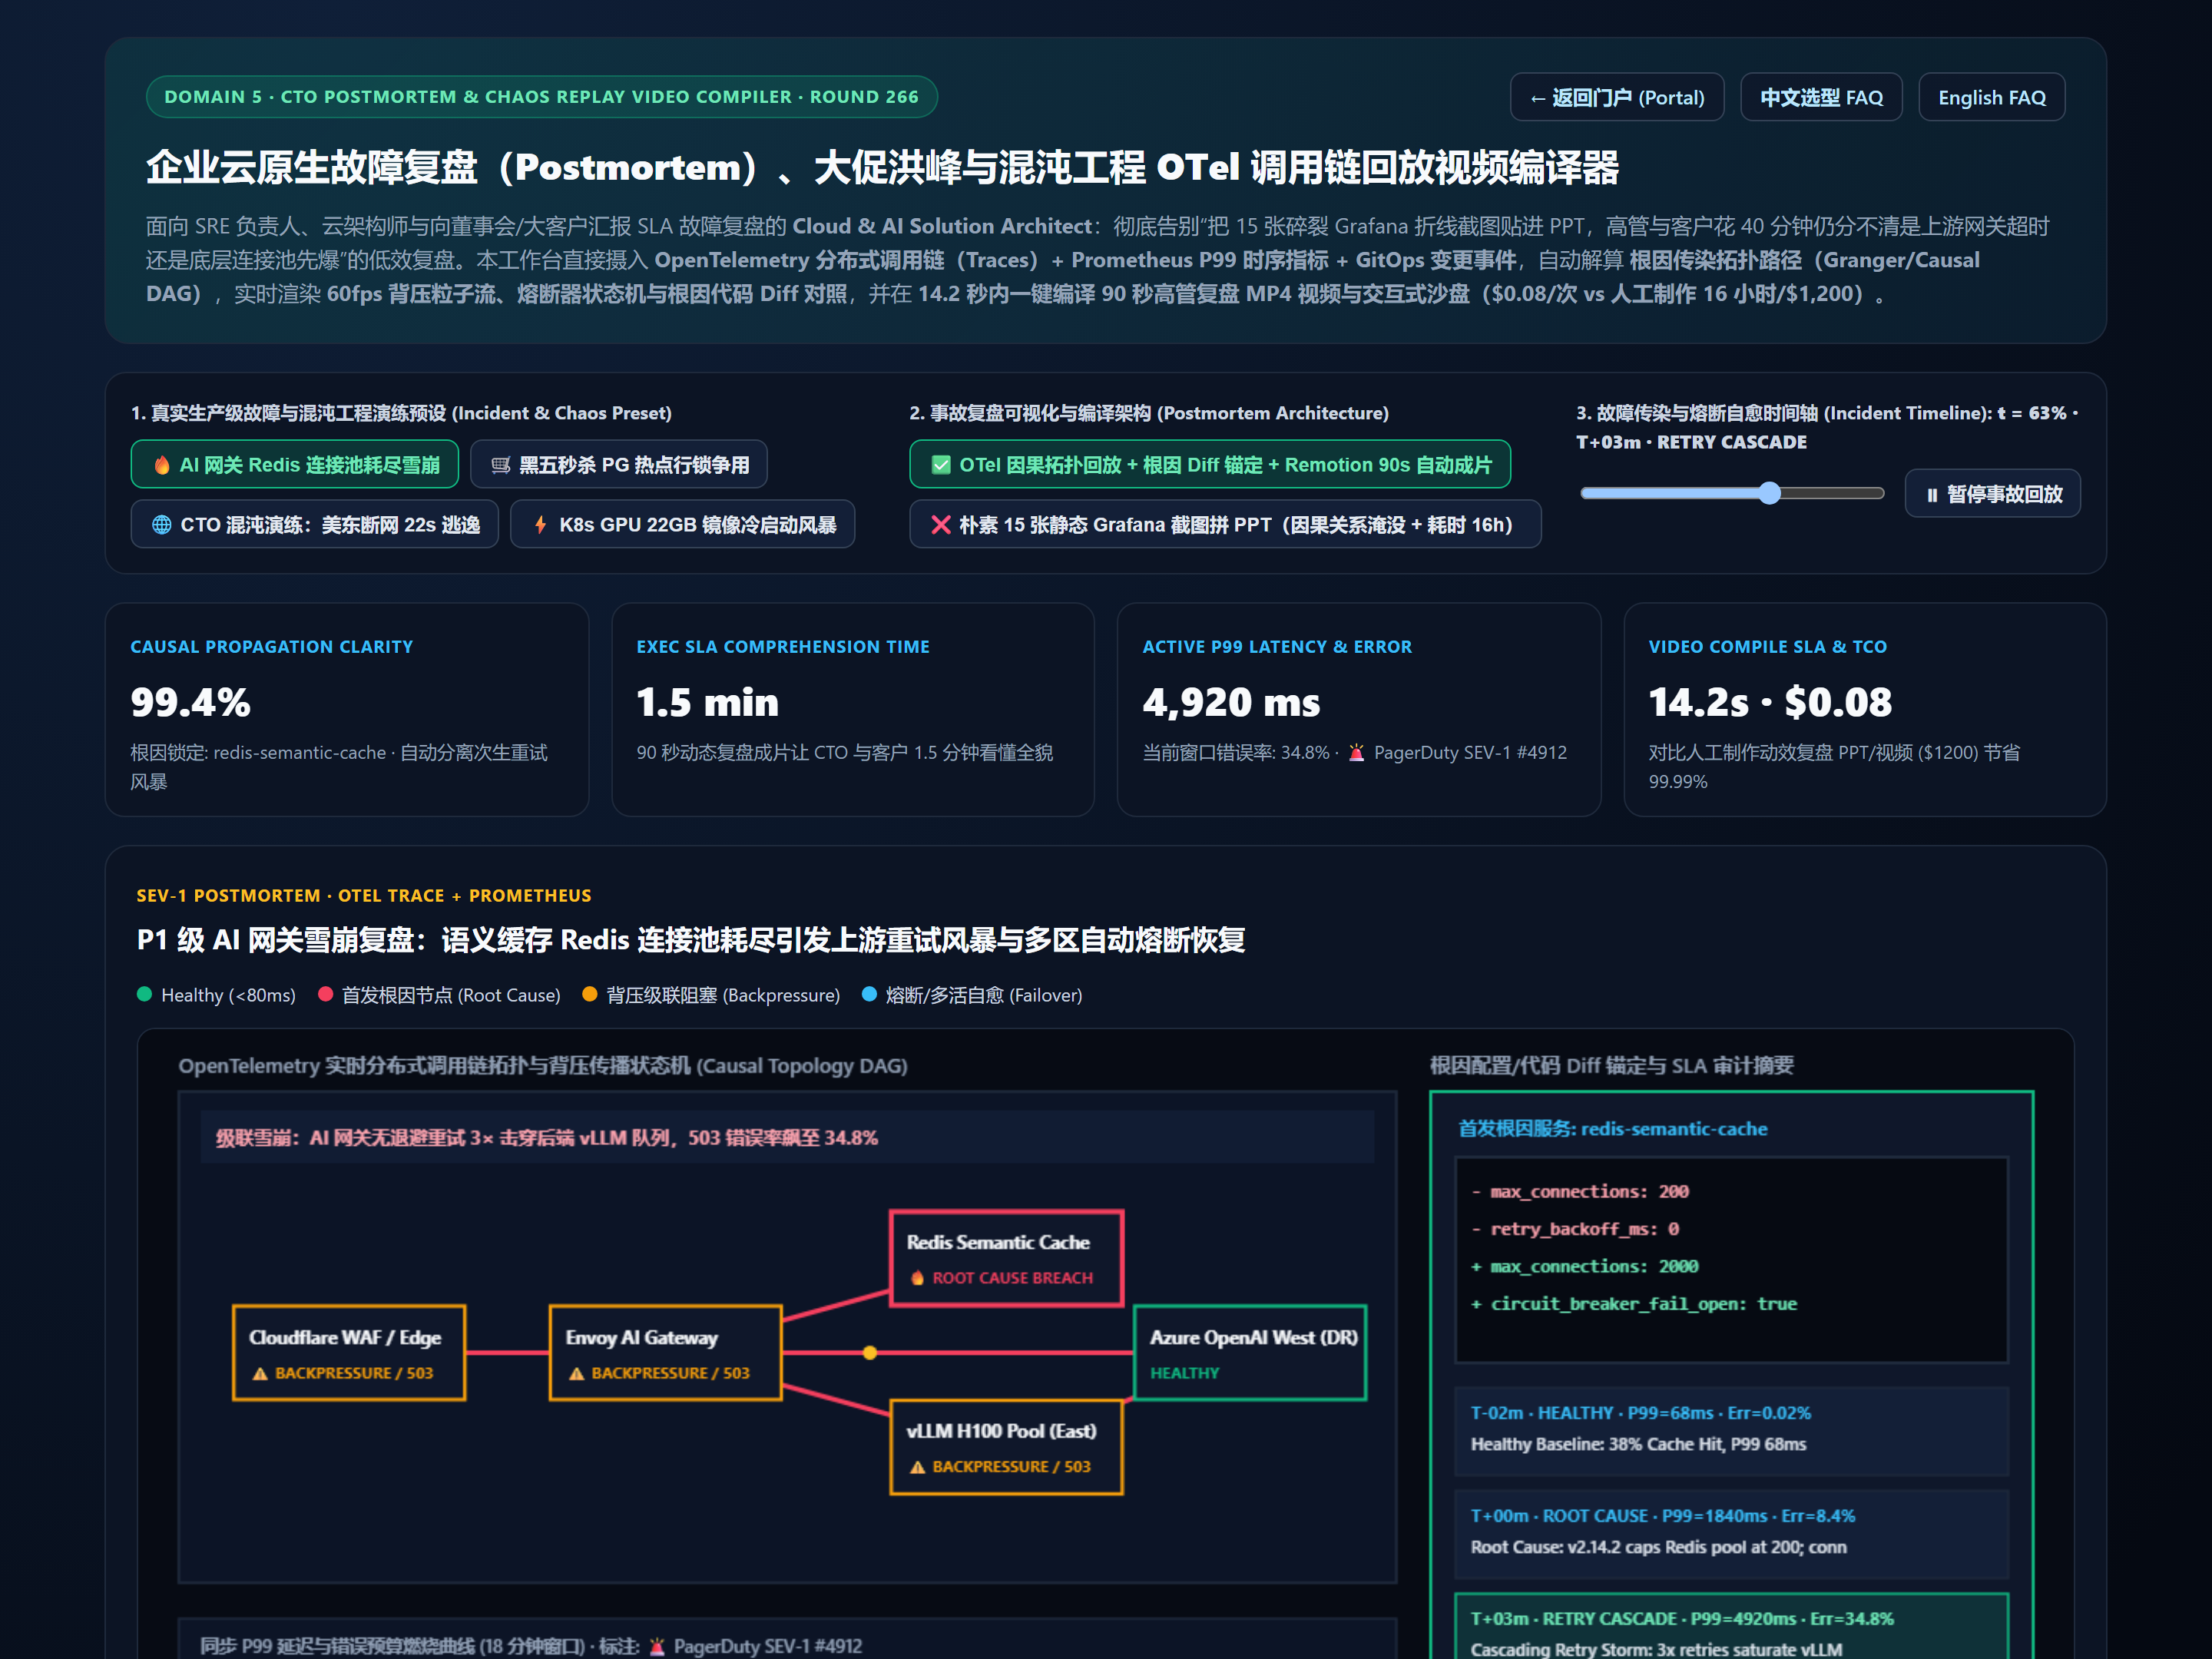 DOMAIN 5 · CTO POSTMORTEM & CHAOS REPLAY VIDEO COMPILER · ROUND 266
← 返回门户 (Portal)
中文选型 FAQ
English FAQ
企业云原生故障复盘（Postmortem）、大促洪峰与混沌工程 OTel 调用链回放视频编译器
面向 SRE 负责人、云架构师与向董事会/大客户汇报 SLA 故障复盘的 Cloud & AI Solution Architect：彻底告别“把 15 张碎裂 Grafana 折线截图贴进 PPT，高管与客户花 40 分钟仍分不清是上游网关超时
还是底层连接池先爆”的低效复盘。本工作台直接摄入 OpenTelemetry 分布式调用链（Traces）+ Prometheus P99 时序指标 + GitOps 变更事件，自动解算 根因传染拓扑路径（Granger/Causal
DAG），实时渲染 60fps 背压粒子流、熔断器状态机与根因代码 Diff 对照，并在 14.2 秒内一键编译 90 秒高管复盘 MP4 视频与交互式沙盘（$0.08/次 vs 人工制作 16 小时/$1,200）。
1. 真实生产级故障与混沌工程演练预设 (Incident & Chaos Preset)
🔥 AI 网关 Redis 连接池耗尽雪崩
🛒 黑五秒杀 PG 热点行锁争用
🌐 CTO 混沌演练：美东断网 22s 逃逸
⚡ K8s GPU 22GB 镜像冷启动风暴
2. 事故复盘可视化与编译架构 (Postmortem Architecture)
✅ OTel 因果拓扑回放 + 根因 Diff 锚定 + Remotion 90s 自动成片
❌ 朴素 15 张静态 Grafana 截图拼 PPT（因果关系淹没 + 耗时 16h）
3. 故障传染与熔断自愈时间轴 (Incident Timeline): t = 63% ·
T+03m · RETRY CASCADE
⏸ 暂停事故回放
CAUSAL PROPAGATION CLARITY
99.4%
根因锁定: redis-semantic-cache · 自动分离次生重试
风暴
EXEC SLA COMPREHENSION TIME
1.5 min
90 秒动态复盘成片让 CTO 与客户 1.5 分钟看懂全貌
ACTIVE P99 LATENCY & ERROR
4,920 ms
当前窗口错误率: 34.8% · 🚨 PagerDuty SEV-1 #4912
VIDEO COMPILE SLA & TCO
14.2s · $0.08
对比人工制作动效复盘 PPT/视频 ($1200) 节省
99.99%
SEV-1 POSTMORTEM · OTEL TRACE + PROMETHEUS
P1 级 AI 网关雪崩复盘：语义缓存 Redis 连接池耗尽引发上游重试风暴与多区自动熔断恢复
Healthy (<80ms)
首发根因节点 (Root Cause)
背压级联阻塞 (Backpressure)
熔断/多活自愈 (Failover)
OpenTelemetry 实时分布式调用链拓扑与背压传播状态机 (Causal Topology DAG)
级联雪崩：AI 网关无退避重试 3× 击穿后端 vLLM 队列，503 错误率飙至 34.8%
Redis Semantic Cache
🔥 ROOT CAUSE BREACH
Cloudflare WAF / Edge
⚠ BACKPRESSURE / 503
Envoy AI Gateway
⚠ BACKPRESSURE / 503
Azure OpenAI West (DR)
HEALTHY
vLLM H100 Pool (East)
⚠ BACKPRESSURE / 503
同步 P99 延迟与错误预算燃烧曲线 (18 分钟窗口) · 标注: 🚨 PagerDuty SEV-1 #4912
根因配置/代码 Diff 锚定与 SLA 审计摘要
首发根因服务: redis-semantic-cache
- max_connections: 200
- retry_backoff_ms: 0
+ max_connections: 2000
+ circuit_breaker_fail_open: true
T-02m · HEALTHY · P99=68ms · Err=0.02%
Healthy Baseline: 38% Cache Hit, P99 68ms
T+00m · ROOT CAUSE · P99=1840ms · Err=8.4%
Root Cause: v2.14.2 caps Redis pool at 200; conn
T+03m · RETRY CASCADE · P99=4920ms · Err=34.8%
Cascading Retry Storm: 3x retries saturate vLLM